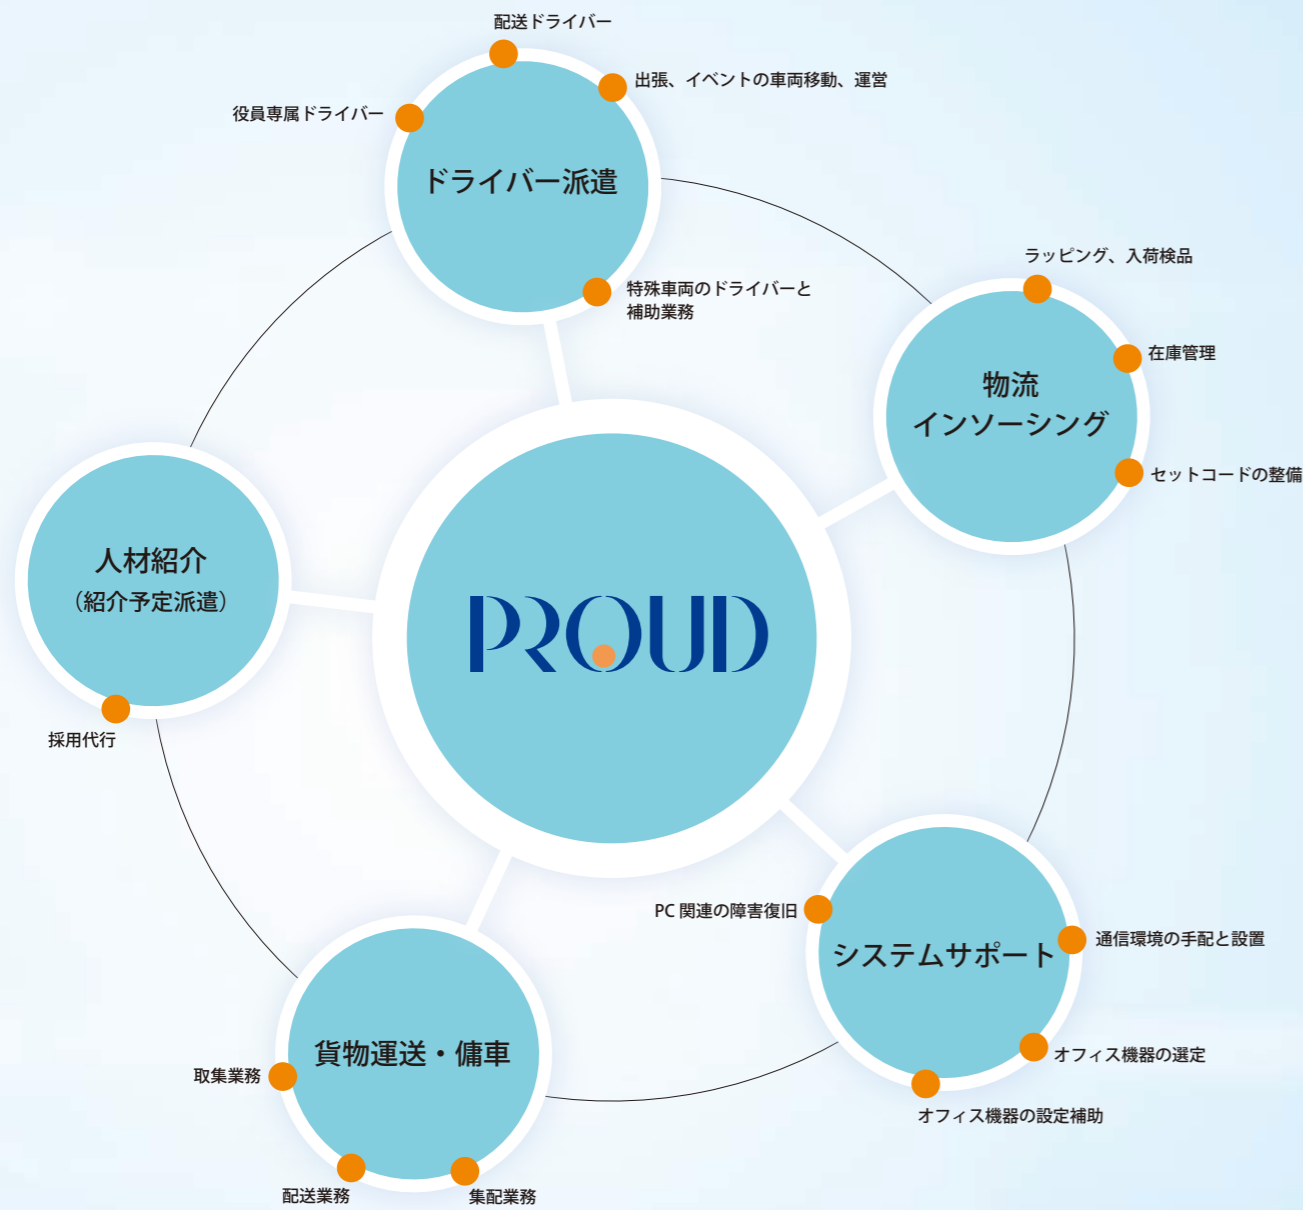 配送ドライバー
出張、イベントの車両移動、運営
役員専属ドライバー
ドライバー派遣
特殊車両のドライバーと
補助業務
ラッピング、入荷検品
在庫管理
物流
インソーシング
セットコードの整備
人材紹介
（紹介予定派遣）
採用代行
PROUD
PC 関連の障害復旧
システムサポート
通信環境の手配と設置
オフィス機器の選定
オフィス機器の設定補助
貨物運送・傭車
取集業務
配送業務
集配業務